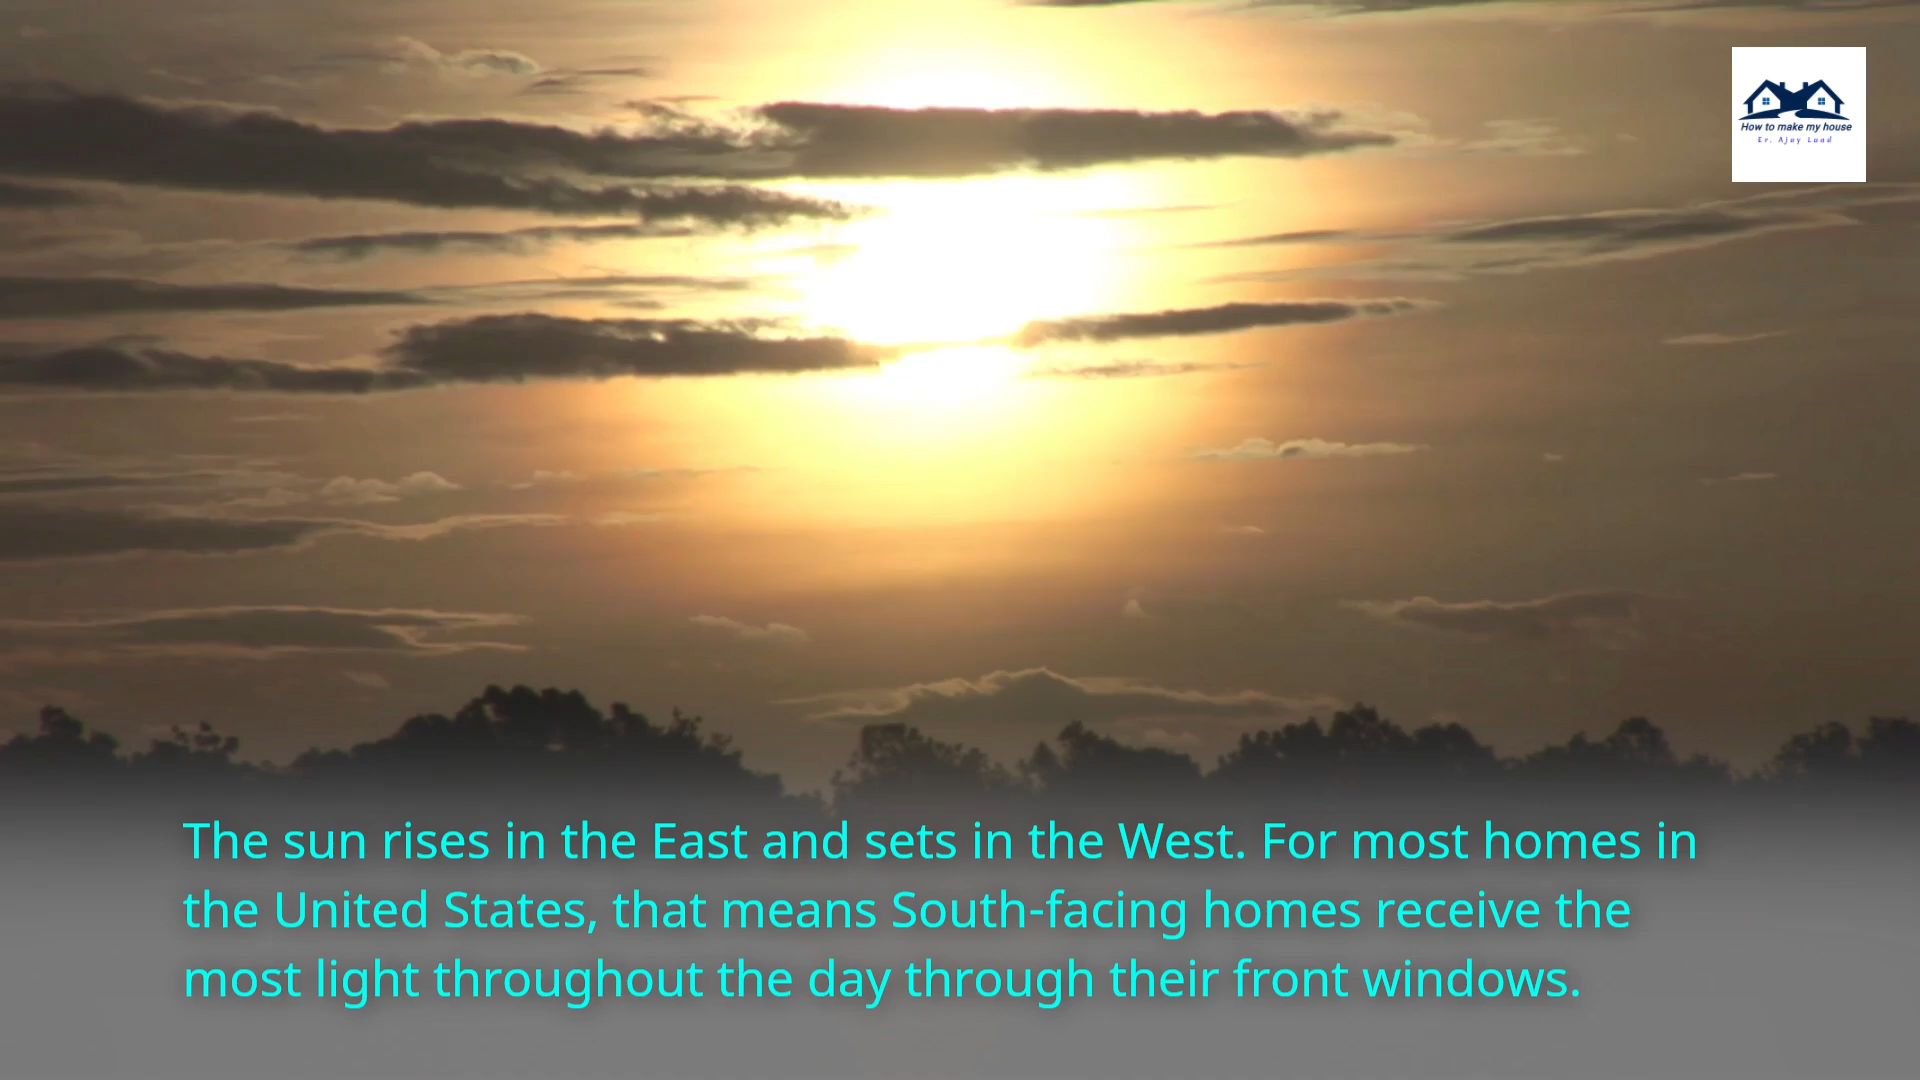 How to make my house
Er. Ajay Laad
The sun rises in the East and sets in the West. For most homes in
the United States, that means South-facing homes receive the
most light throughout the day through their front windows.